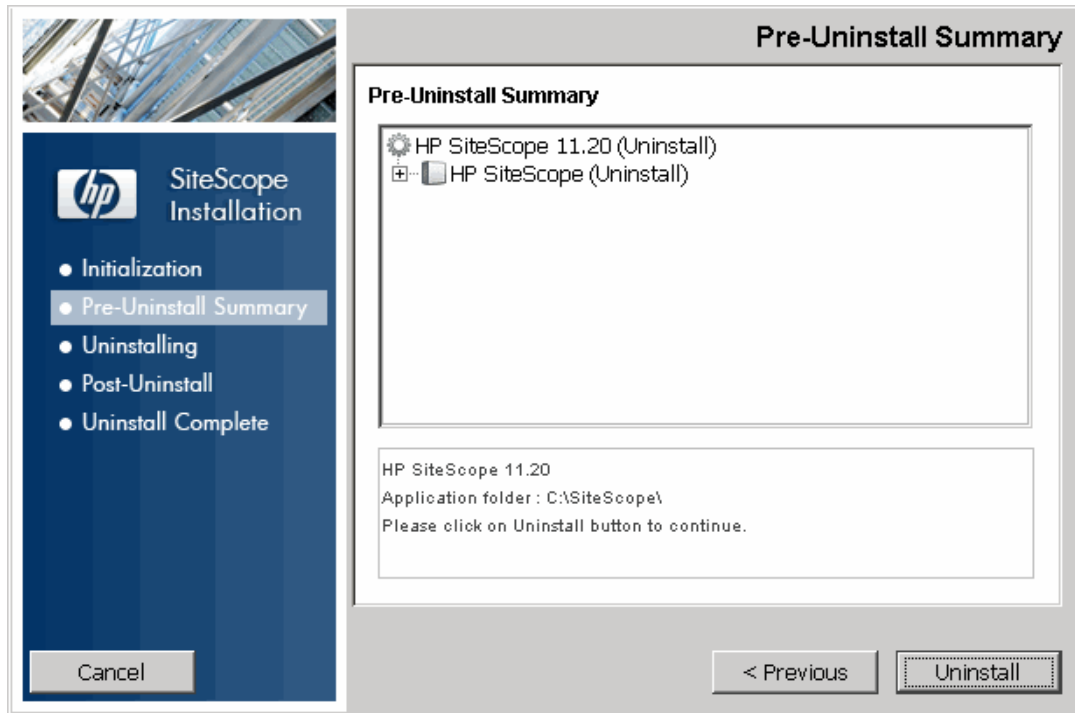 Pre-Uninstall Summary
hp
SiteScope
Installation
Initialization
Pre-Uninstall Summary
Uninstalling
Post-Uninstall
Uninstall Complete
Cancel
Pre-Uninstall Summary
HP SiteScope 11.20 (Uninstall)
HP SiteScope (Uninstall)
HP SiteScope 11.20
Application folder : C:\SiteScope\
Please click on Uninstall button to continue.
< Previous
Uninstall